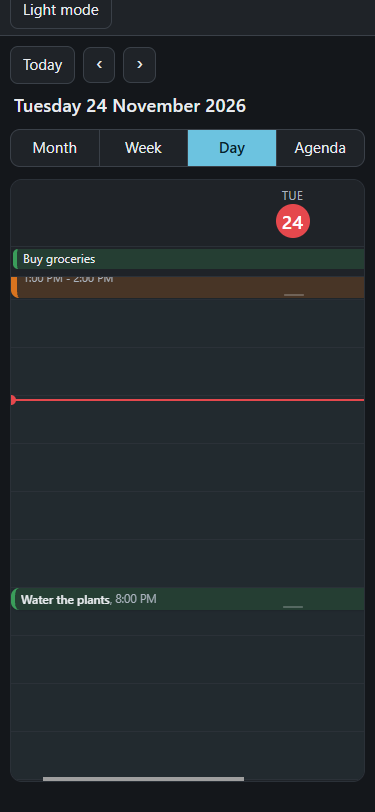 Light mode
Today
‹
›
Tuesday 24 November 2026
Month Week Day Agenda
TUE
24
Buy groceries
1:00 PM - 2:00 PM
Water the plants, 8:00 PM